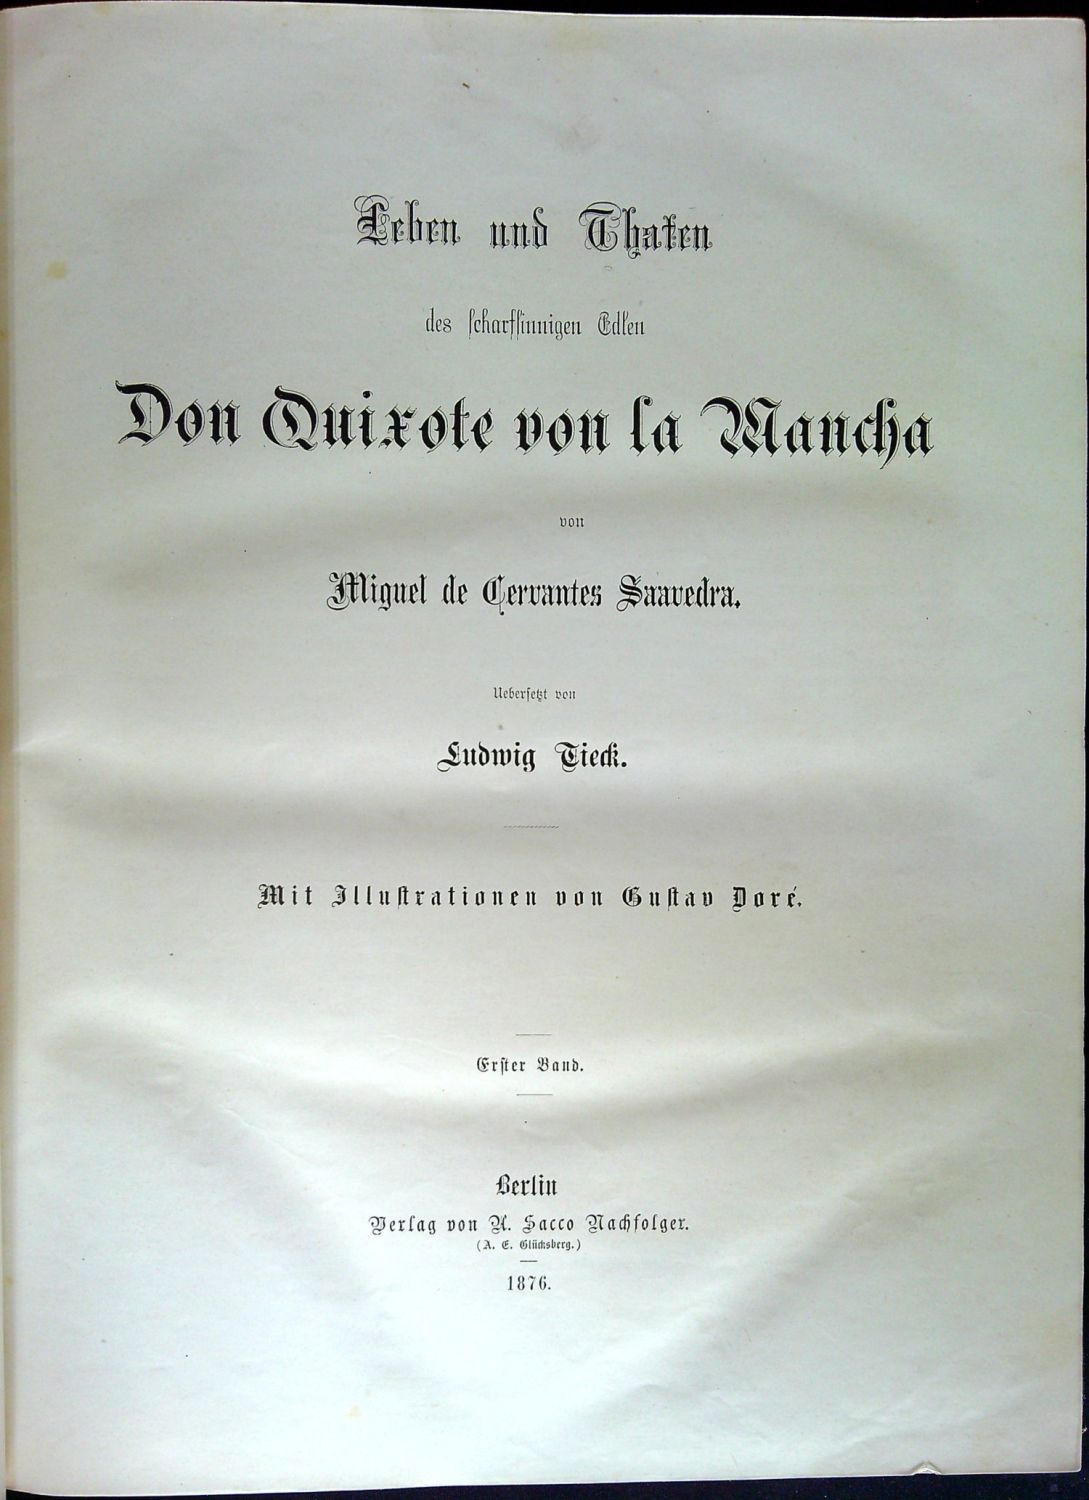 Leben und Thaten
des scharfsinnigen Edlen
Don Quixote von la Mancha
von
Miguel de Cervantes Saavedra.
Uebersetzt von
Ludwig Tieck.
Mit Illustrationen von Gustav Doré.
Erster Band.
Berlin
Verlag von A. Sacco Nachfolger.
(A. E. Glücksberg.)
1876.